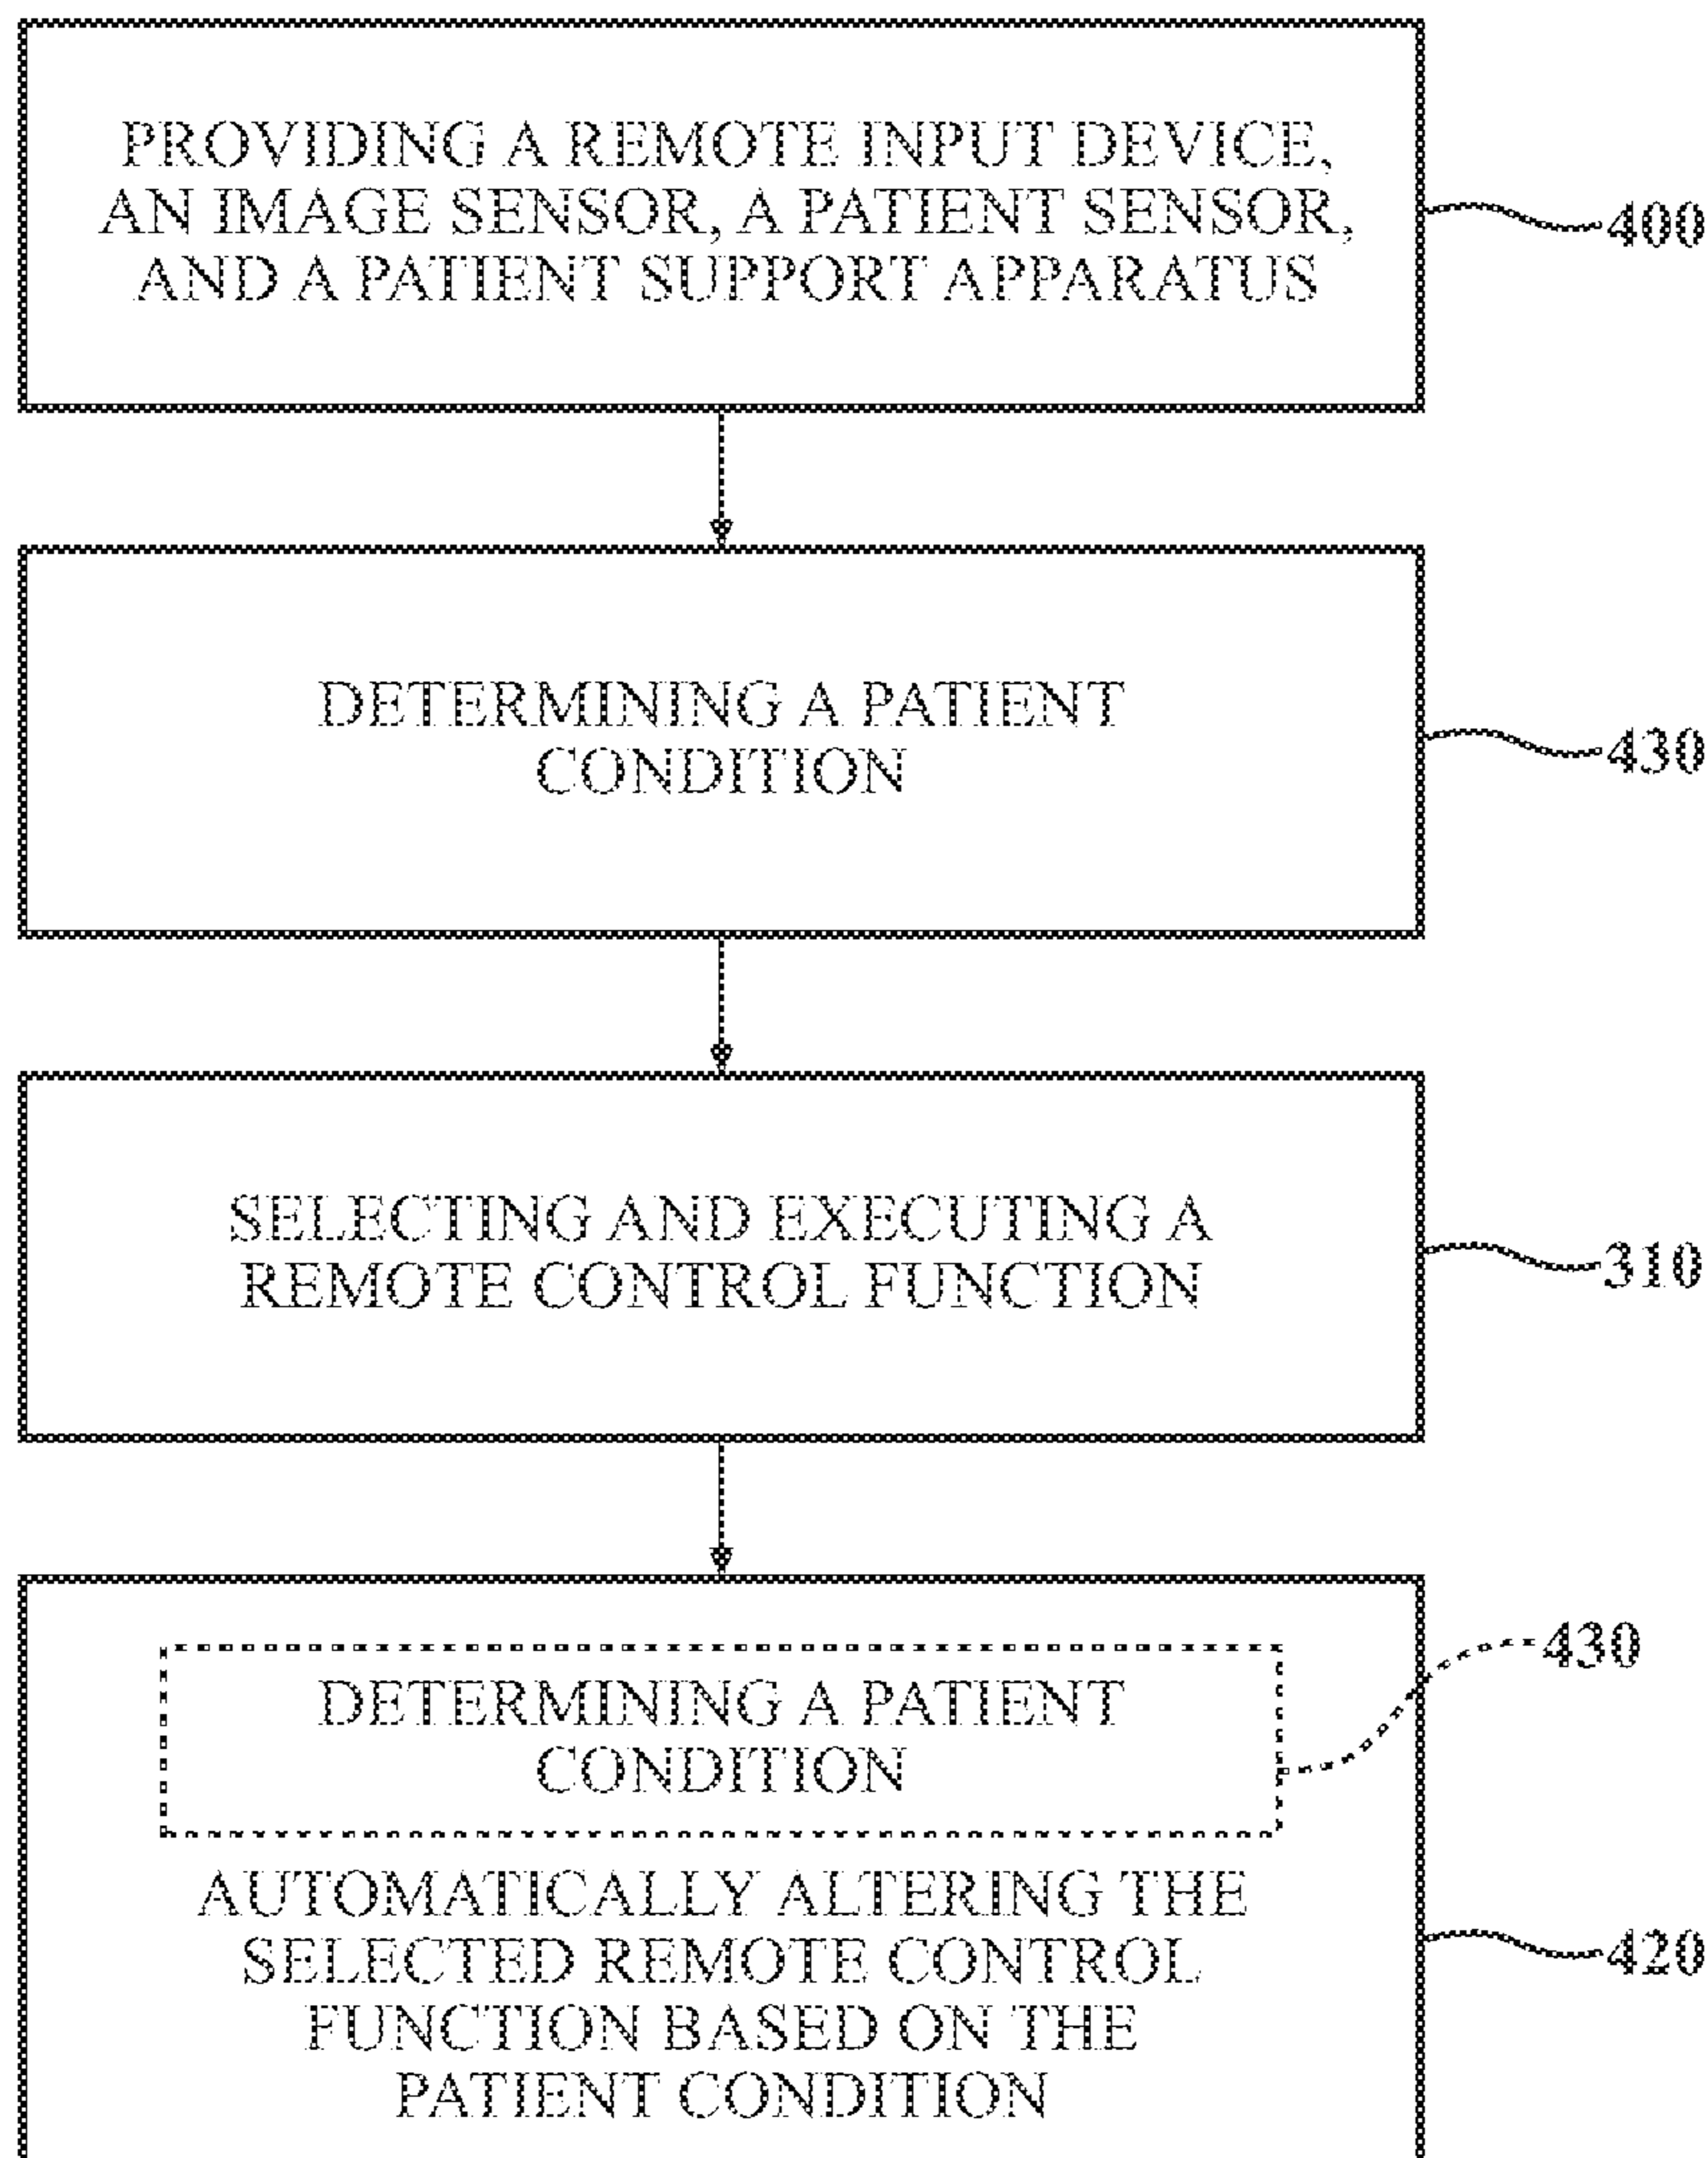 PROVIDING A REMOTE INPUT DEVICE,
AN IMAGE SENSOR, A PATIENT SENSOR,
AND A PATIENT SUPPORT APPARATUS
400
DETERMINING A PATIENT
CONDITION
430
SELECTING AND EXECUTING A
REMOTE CONTROL FUNCTION
310
DETERMINING A PATIENT
CONDITION
430
AUTOMATICALLY ALTERING THE
SELECTED REMOTE CONTROL
FUNCTION BASED ON THE
PATIENT CONDITION
420